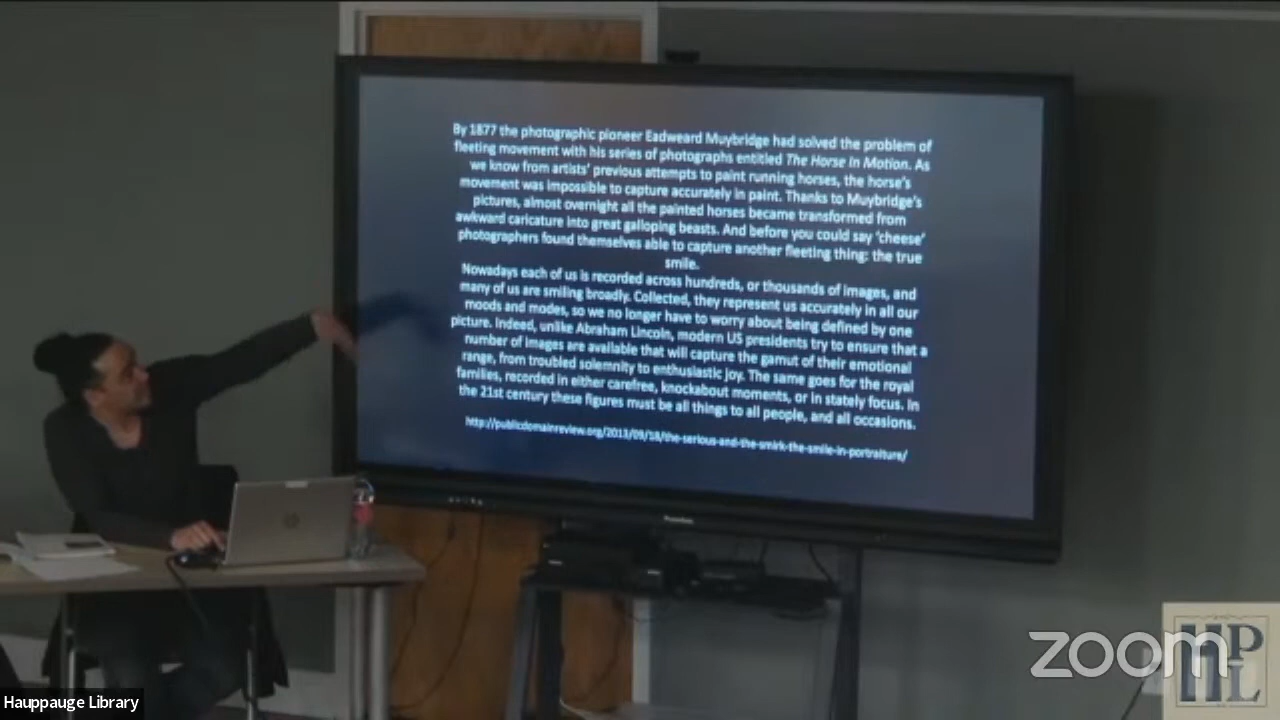 By 1877 the photographic pioneer Eadweard Muybridge had solved the problem of
fleeting movement with his series of photographs entitled The Horse In Motion. As
we know from artists' previous attempts to paint running horses, the horse's
movement was impossible to capture accurately in paint. Thanks to Muybridge's
pictures, almost overnight all the painted horses became transformed from
awkward caricature into great galloping beasts. And before you could say 'cheese'
photographers found themselves able to capture another fleeting thing: the true
smile.
Nowadays each of us is recorded across hundreds, or thousands of images, and
many of us are smiling broadly. Collected, they represent us accurately in all our
moods and modes, so we no longer have to worry about being defined by one
picture. Indeed, unlike Abraham Lincoln, modern US presidents try to ensure that a
number of images are available that will capture the gamut of their emotional
range, from troubled solemnity to enthusiastic joy. The same goes for the royal
families, recorded in either carefree, knockabout moments, or in stately focus. In
the 21st century these figures must be all things to all people, and all occasions.
http://publicdomainreview.org/2013/09/18/the-serious-and-the-smirk-the-smile-in-portraiture/
zoom
HPL
Hauppauge Library